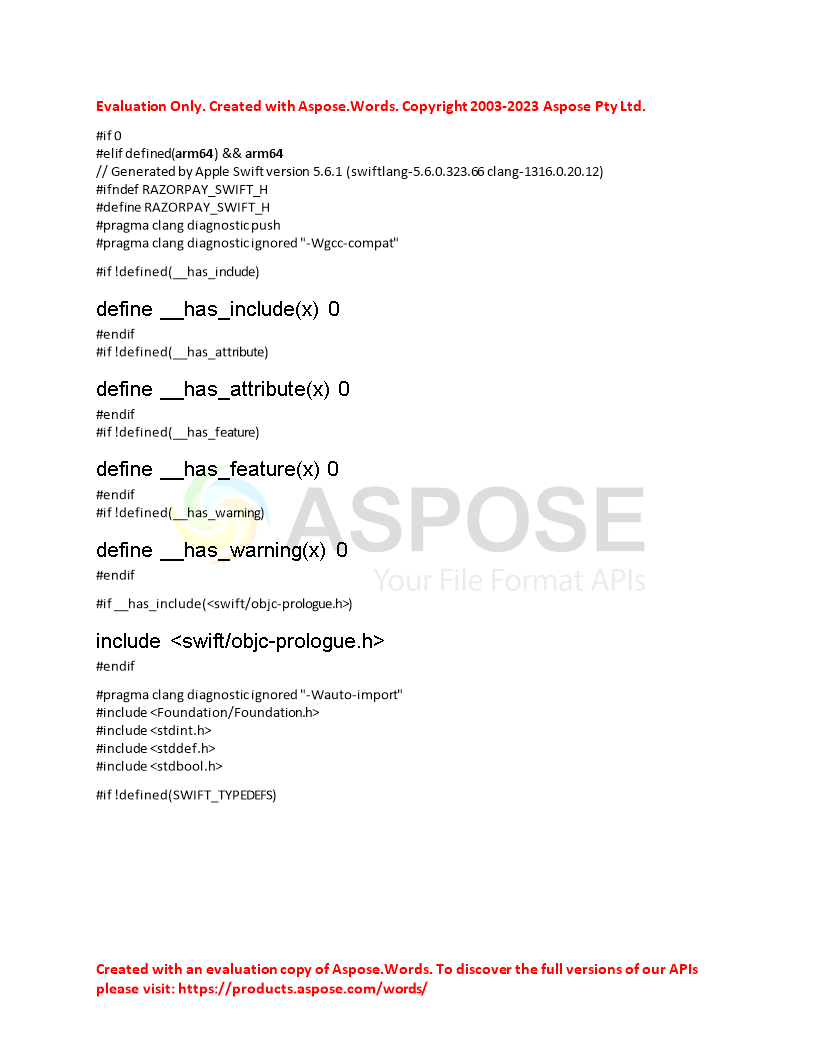 Evaluation Only. Created with Aspose.Words. Copyright 2003-2023 Aspose Pty Ltd.
#if 0
#elif defined(arm64) && arm64
// Generated by Apple Swift version 5.6.1 (swiftlang-5.6.0.323.66 clang-1316.0.20.12)
#ifndef RAZORPAY_SWIFT_H
#define RAZORPAY_SWIFT_H
#pragma clang diagnostic push
#pragma clang diagnostic ignored "-Wgcc-compat"
#if !defined(__has_include)
define __has_include(x) 0
#endif
#if !defined(__has_attribute)
define __has_attribute(x) 0
#endif
#if !defined(__has_feature)
define __has_feature(x) 0
#endif
#if !defined(__has_warning)
ASPOSE
define __has_warning(x) 0
#endif
Your File Format APIs
#if __has_include(<swift/objc-prologue.h>)
include <swift/objc-prologue.h>
#endif
#pragma clang diagnostic ignored "-Wauto-import"
#include <Foundation/Foundation.h>
#include <stdint.h>
#include <stddef.h>
#include <stdbool.h>
#if !defined(SWIFT_TYPEDEFS)
Created with an evaluation copy of Aspose.Words. To discover the full versions of our APIs
please visit: https://products.aspose.com/words/